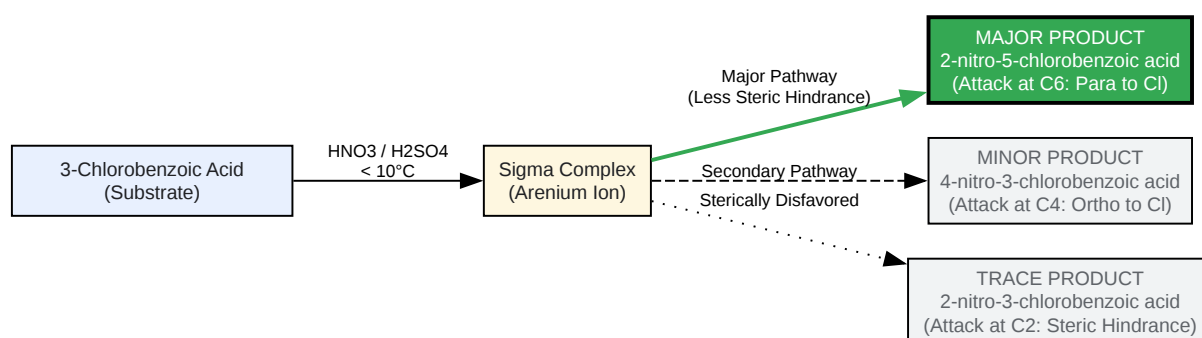 3-Chlorobenzoic Acid
(Substrate)
HNO3 / H2SO4
< 10°C
Sigma Complex
(Arenium Ion)
Major Pathway
(Less Steric Hindrance)
Secondary Pathway
Sterically Disfavored
MAJOR PRODUCT
2-nitro-5-chlorobenzoic acid
(Attack at C6: Para to Cl)
MINOR PRODUCT
4-nitro-3-chlorobenzoic acid
(Attack at C4: Ortho to Cl)
TRACE PRODUCT
2-nitro-3-chlorobenzoic acid
(Attack at C2: Steric Hindrance)